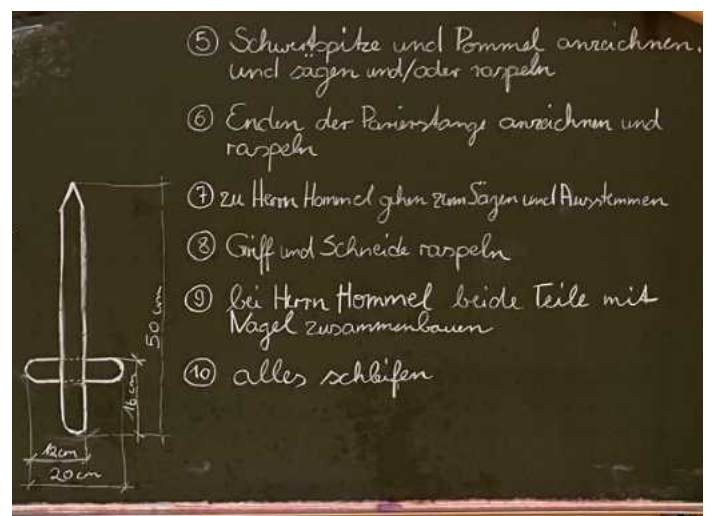 ⑤ Schwertspitze und Pommel anzeichnen.
und sägen und/oder raspeln
⑥ Enden der Parierstange anzeichnen und
raspeln
⑦ zu Herrn Hommel gehen zum Sägen und Ausstemmen
⑧ Griff und Schneide raspeln
⑨ bei Herrn Hommel beide Teile mit
Nagel zusammenbauen
⑩ alles schleifen
50 cm
16 cm
12cm
20 cm